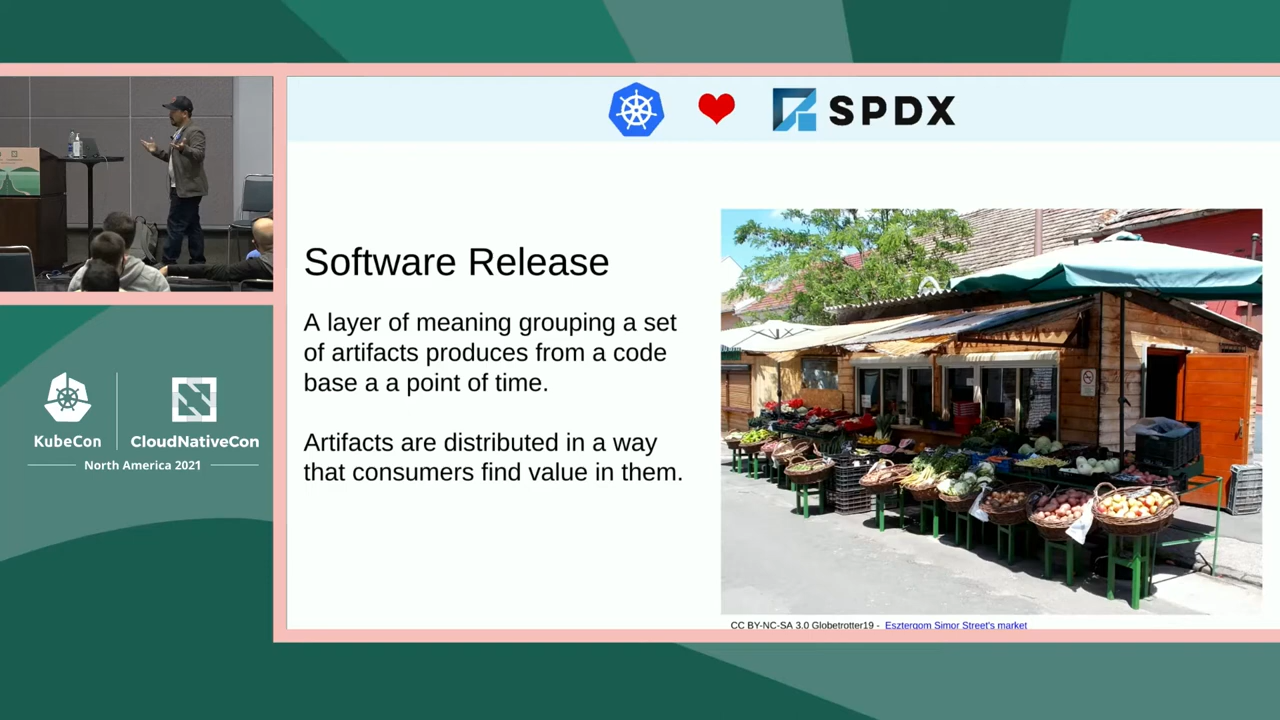 SPDX
Software Release
A layer of meaning grouping a set
of artifacts produces from a code
base a a point of time.
Artifacts are distributed in a way
that consumers find value in them.
CC BY-NC-SA 3.0 Globetrotter19 - Esztergom Simor Street's market
KubeCon
CloudNativeCon
North America 2021